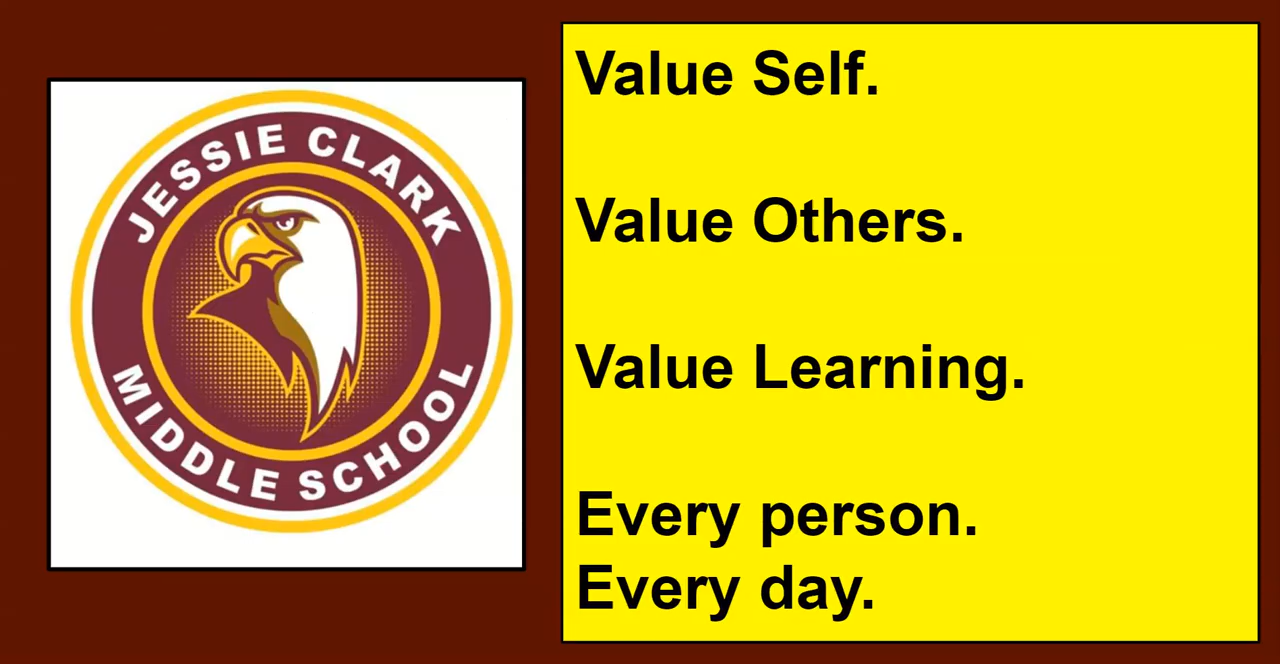 JESSIE CLARK
MIDDLE SCHOOL
Value Self.
Value Others.
Value Learning.
Every person.
Every day.